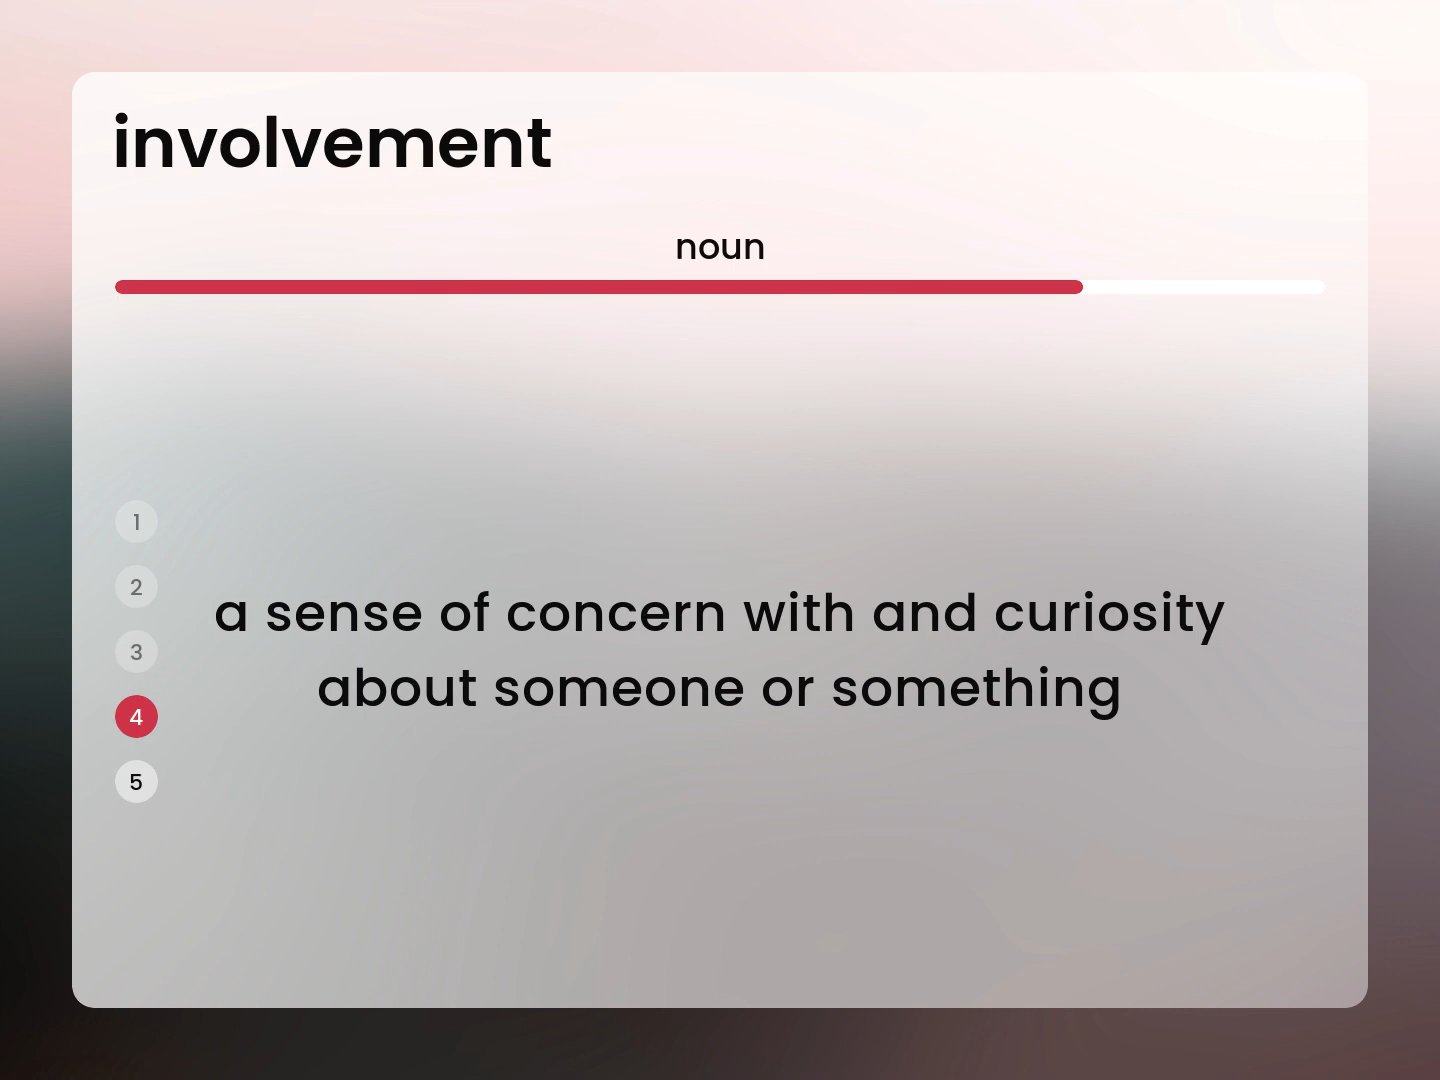 involvement
noun
1
2
3
4
5
a sense of concern with and curiosity
about someone or something